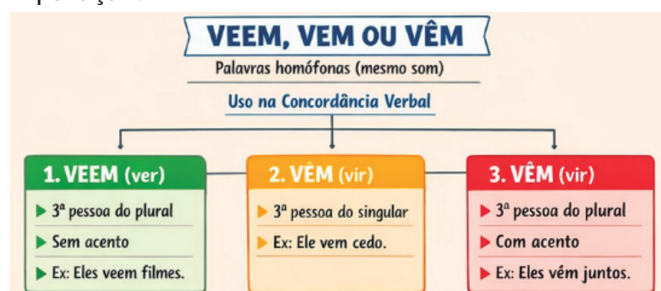 VEEM, VEM OU VÊM
Palavras homófonas (mesmo som)
Uso na Concordância Verbal
1. VEEM (ver)
▶ 3ª pessoa do plural
▶ Sem acento
▶ Ex: Eles veem filmes.
2. VÊM (vir)
▶ 3ª pessoa do singular
▶ Ex: Ele vem cedo.
3. VÊM (vir)
▶ 3ª pessoa do plural
▶ Com acento
▶ Ex: Eles vêm juntos.